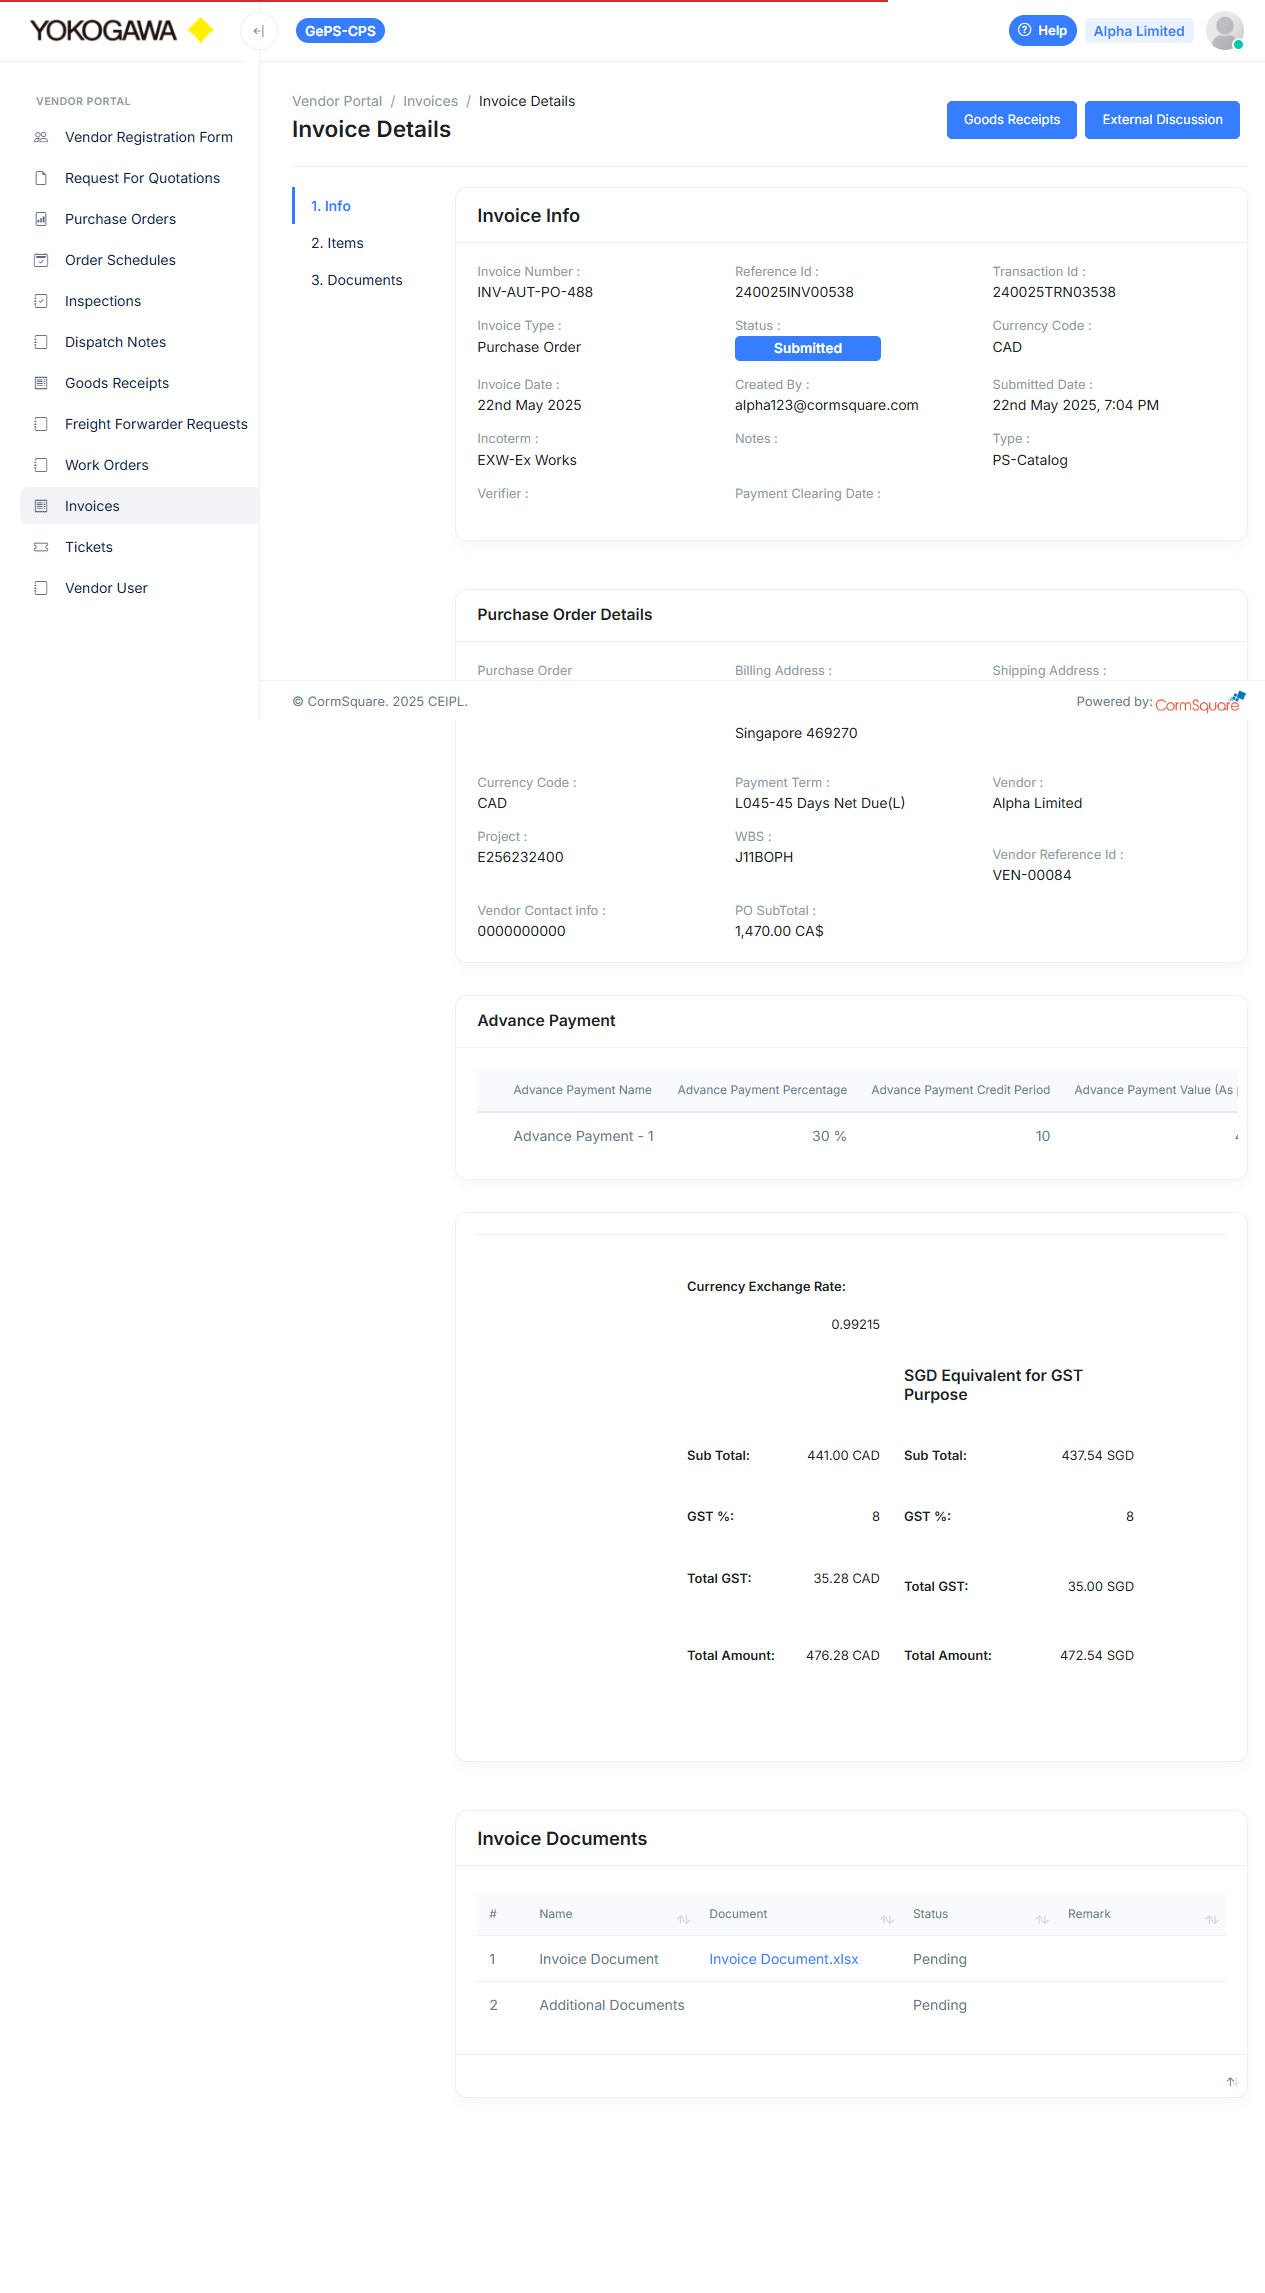 YOKOGAWA
GePS-CPS
Help
Alpha Limited
VENDOR PORTAL
Vendor Registration Form
Request For Quotations
Purchase Orders
Order Schedules
Inspections
Dispatch Notes
Goods Receipts
Freight Forwarder Requests
Work Orders
Invoices
Tickets
Vendor User
Vendor Portal / Invoices / Invoice Details
Invoice Details
Goods Receipts
External Discussion
1. Info
2. Items
3. Documents
Invoice Info
Invoice Number :
INV-AUT-PO-488
Reference Id :
240025INV00538
Transaction Id :
240025TRN03538
Invoice Type :
Purchase Order
Status :
Submitted
Currency Code :
CAD
Invoice Date :
22nd May 2025
Created By :
alpha123@cormsquare.com
Submitted Date :
22nd May 2025, 7:04 PM
Incoterm :
EXW-Ex Works
Notes :
Type :
PS-Catalog
Verifier :
Payment Clearing Date :
Purchase Order Details
Purchase Order
Billing Address :
Shipping Address :
© CormSquare. 2025 CEIPL.
Powered by: CormSquare
Singapore 469270
Currency Code :
CAD
Payment Term :
L045-45 Days Net Due(L)
Vendor :
Alpha Limited
Project :
E256232400
WBS :
J11BOPH
Vendor Reference Id :
VEN-00084
Vendor Contact info :
0000000000
PO SubTotal :
1,470.00 CA$
Advance Payment
Advance Payment Name Advance Payment Percentage Advance Payment Credit Period Advance Payment Value (As
Advance Payment - 1 30 % 10
Currency Exchange Rate:
0.99215
SGD Equivalent for GST
Purpose
Sub Total: 441.00 CAD Sub Total: 437.54 SGD
GST %: 8 GST %: 8
Total GST: 35.28 CAD Total GST: 35.00 SGD
Total Amount: 476.28 CAD Total Amount: 472.54 SGD
Invoice Documents
# Name Document Status Remark
1 Invoice Document Invoice Document.xlsx Pending
2 Additional Documents Pending